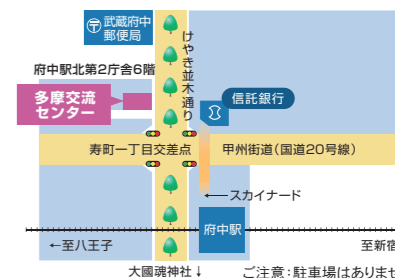 〒武蔵府中
郵便局
けやき並木通り
府中駅北第2庁舎6階
多摩交流
センター
信託銀行
寿町一丁目交差点
甲州街道(国道20号線)
←スカイナード
府中駅
←至八王子
至新宿
大國魂神社↓
ご注意:駐車場はありませ